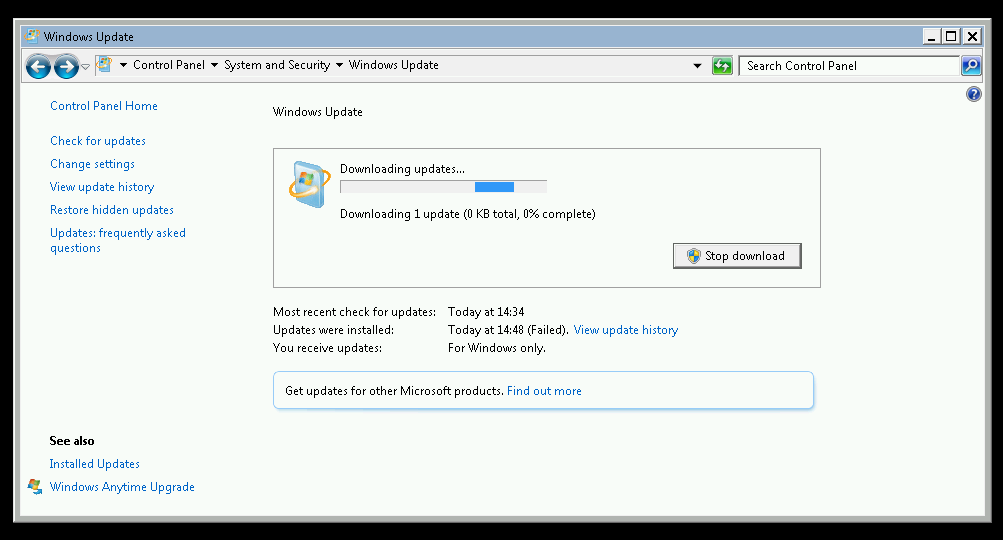 Windows Update
Control Panel System and Security Windows Update
Search Control Panel
Control Panel Home
Windows Update
Check for updates
Change settings
View update history
Restore hidden updates
Updates: frequently asked
questions
Downloading updates...
Downloading 1 update (0 KB total, 0% complete)
Stop download
Most recent check for updates: Today at 14:34
Updates were installed: Today at 14:48 (Failed). View update history
You receive updates: For Windows only.
Get updates for other Microsoft products. Find out more
See also
Installed Updates
Windows Anytime Upgrade